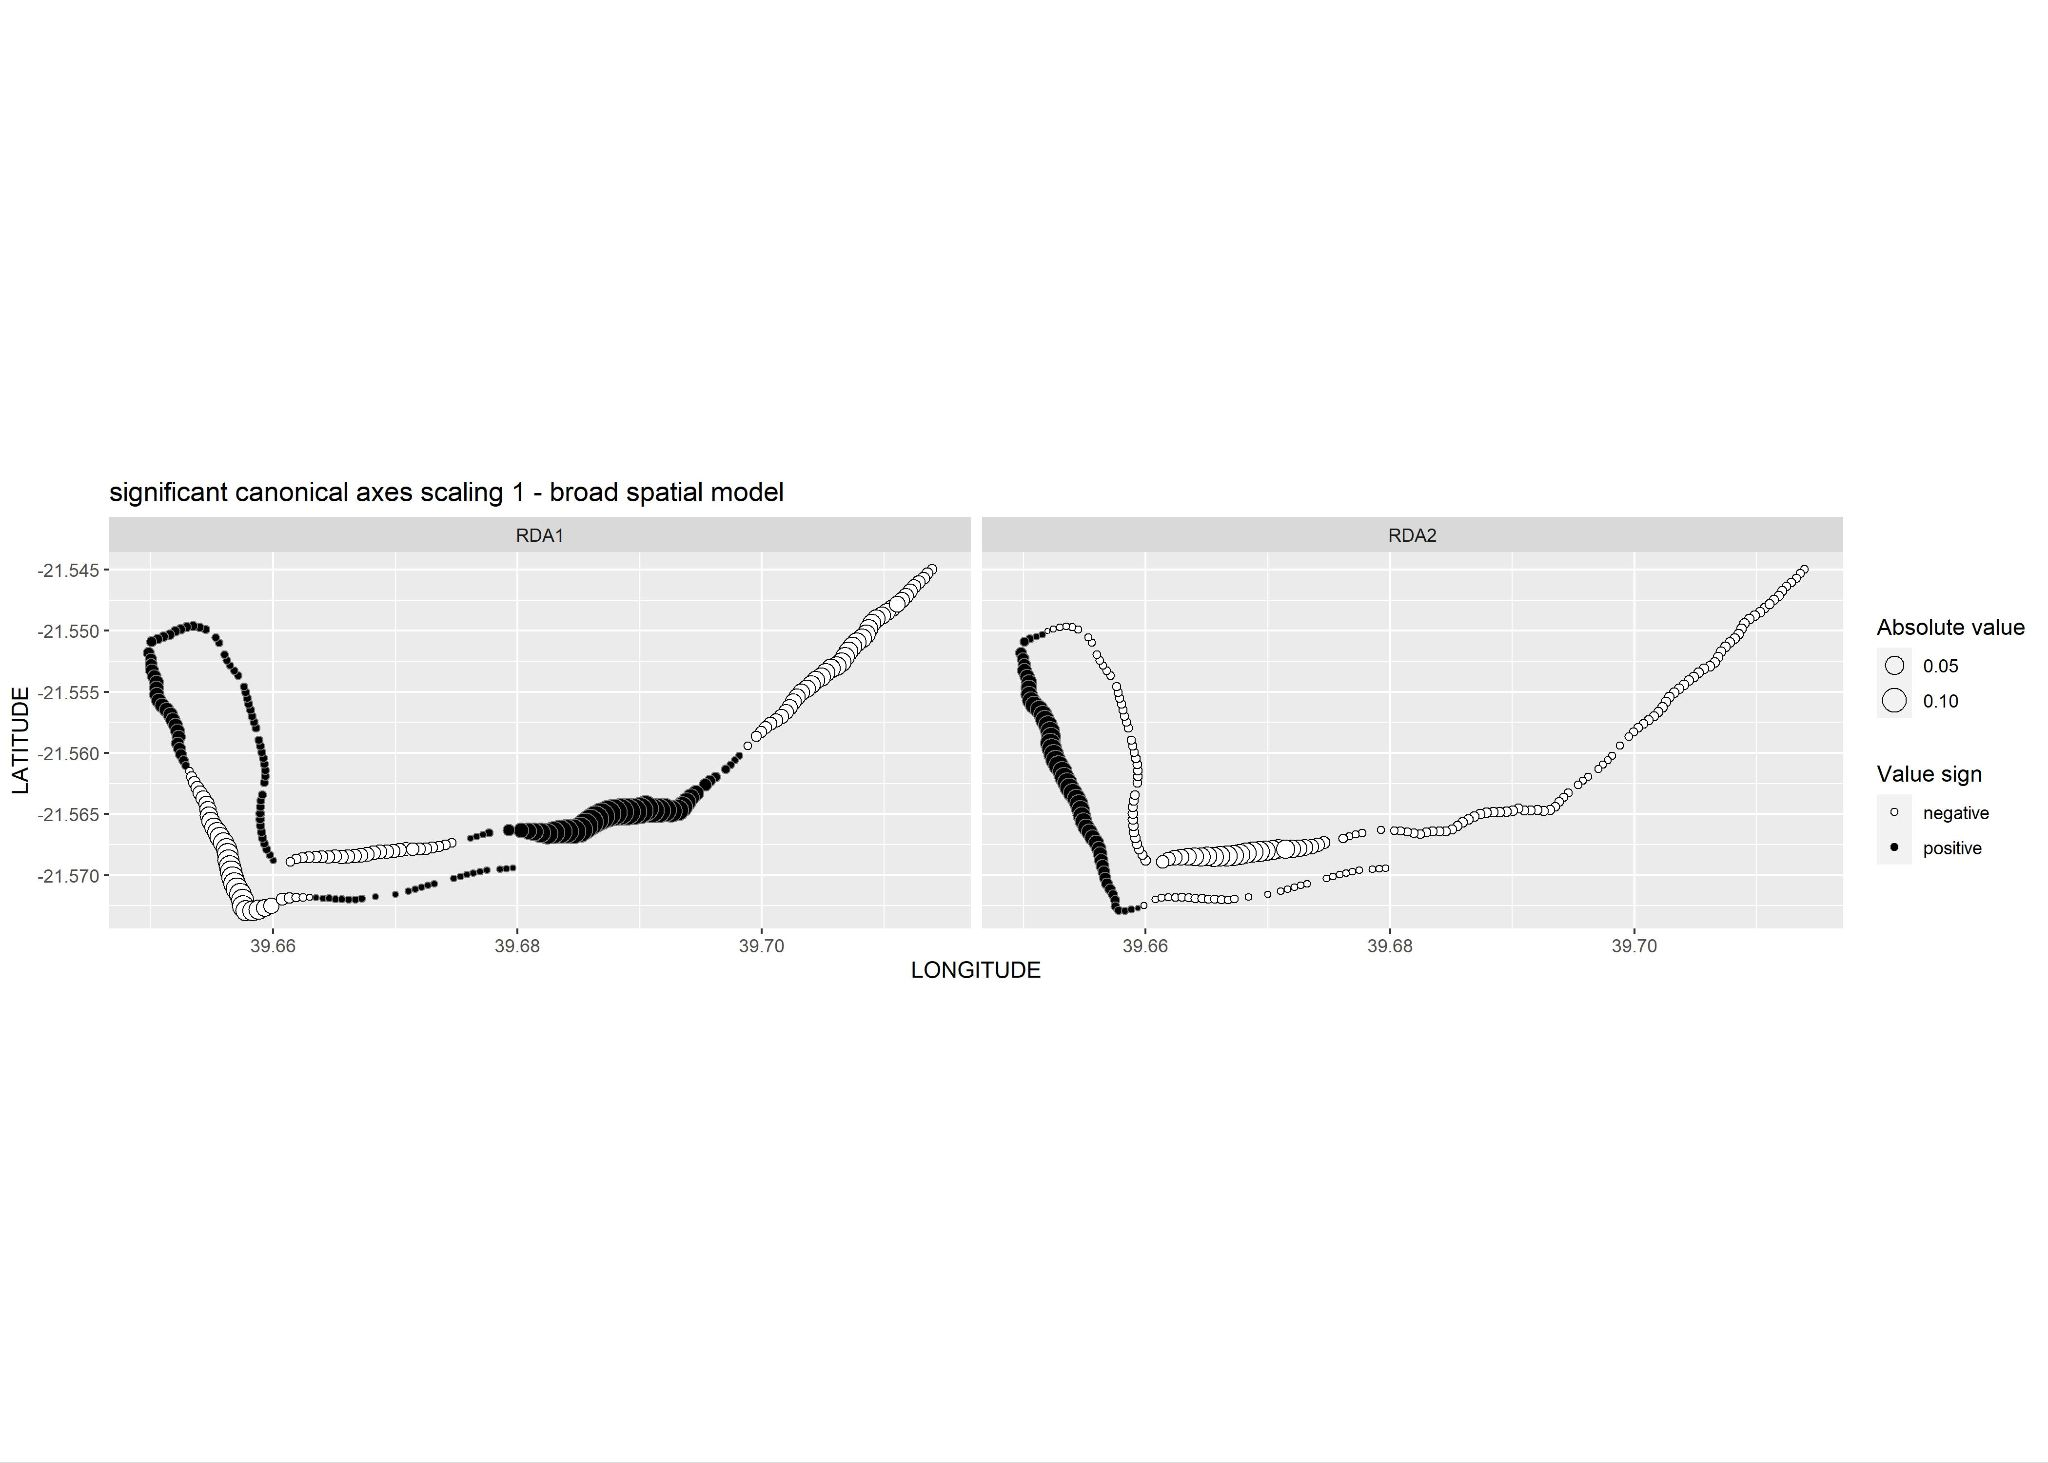 significant canonical axes scaling 1 - broad spatial model
RDA1
RDA2
LATITUDE
-21.545
-21.550
-21.555
-21.560
-21.565
-21.570
39.66
39.68
39.70
39.66
39.68
39.70
LONGITUDE
Absolute value
0.05
0.10
Value sign
negative
positive